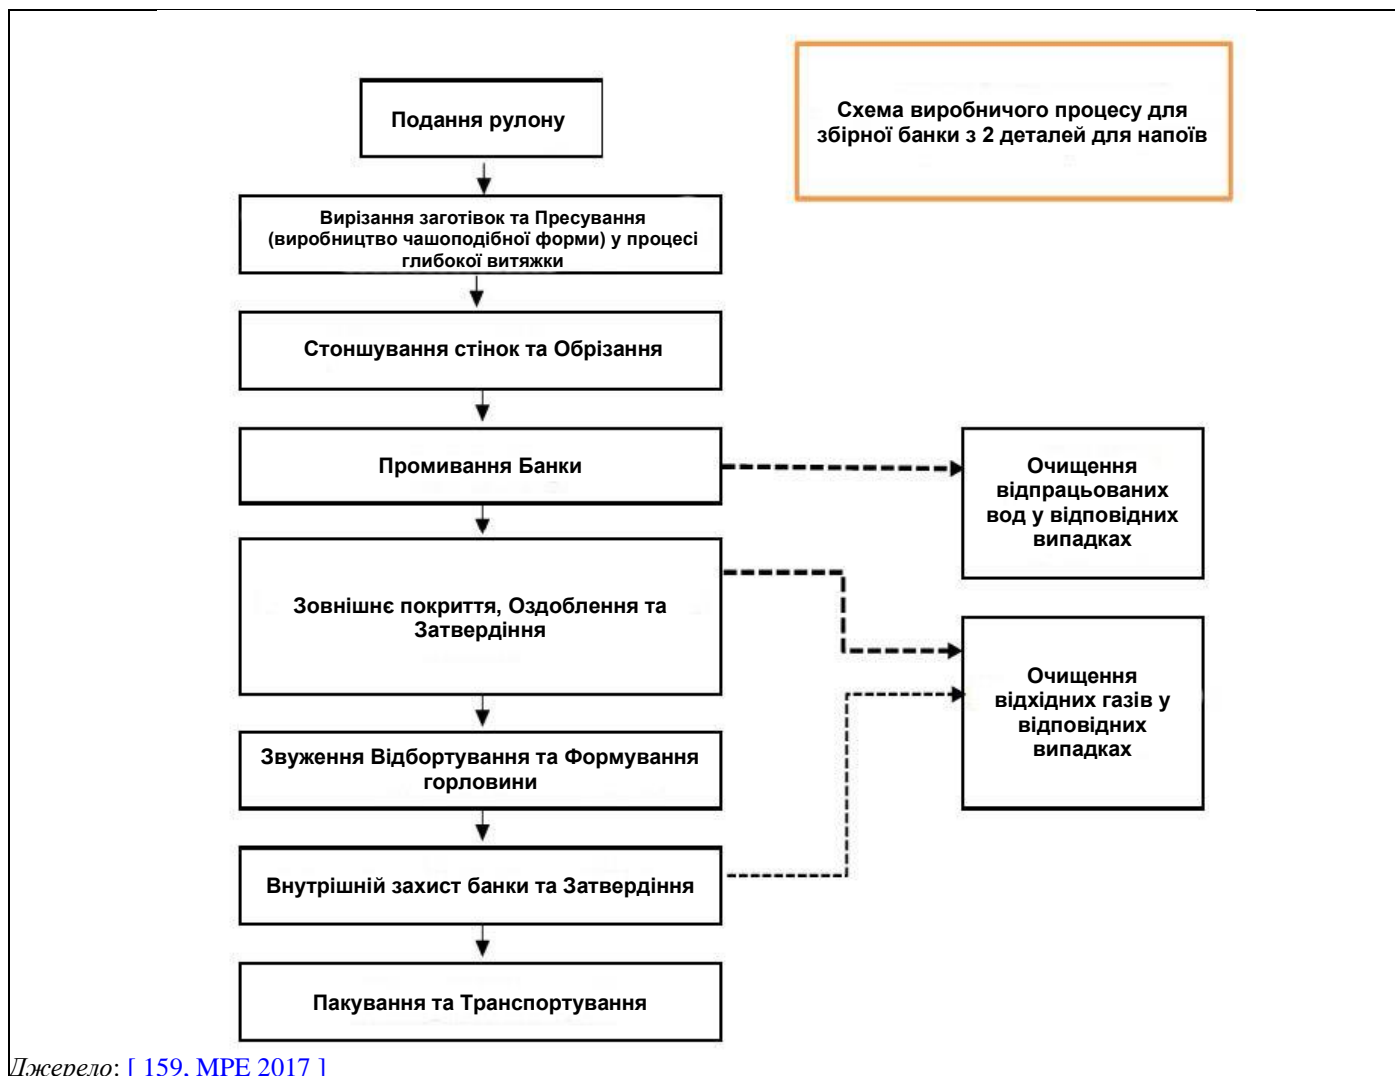 Схема виробничого процесу для
збірної банки з 2 деталей для напоїв
Подання рулону
Вирізання заготівок та Пресування
(виробництво чашоподібної форми) у процесі
глибокої витяжки
Стоншування стінок та Обрізання
Промивання Банки
Очищення
відпрацьованих
вод у відповідних
випадках
Зовнішнє покриття, Оздоблення та
Затвердіння
Очищення
відхідних газів у
відповідних
випадках
Звуження Відбортування та Формування
горловини
Внутрішній захист банки та Затвердіння
Пакування та Транспортування
Джерело: [ 159, MPE 2017 ]